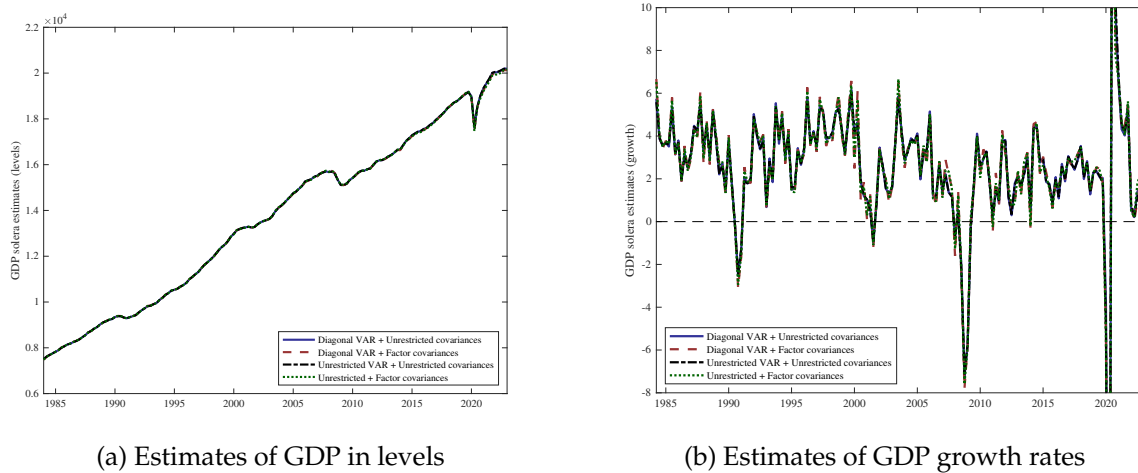 ×10⁴
2.2
2
1.8
1.6
1.4
1.2
1
0.8
0.6
GDP solera estimates (levels)
1985 1990 1995 2000 2005 2010 2015 2020
Diagonal VAR + Unrestricted covariances
Diagonal VAR + Factor covariances
Unrestricted VAR + Unrestricted covariances
Unrestricted + Factor covariances
(a) Estimates of GDP in levels
10
8
6
4
2
0
-2
-4
-6
-8
GDP solera estimates (growth)
1985 1990 1995 2000 2005 2010 2015 2020
Diagonal VAR + Unrestricted covariances
Diagonal VAR + Factor covariances
Unrestricted VAR + Unrestricted covariances
Unrestricted + Factor covariances
(b) Estimates of GDP growth rates